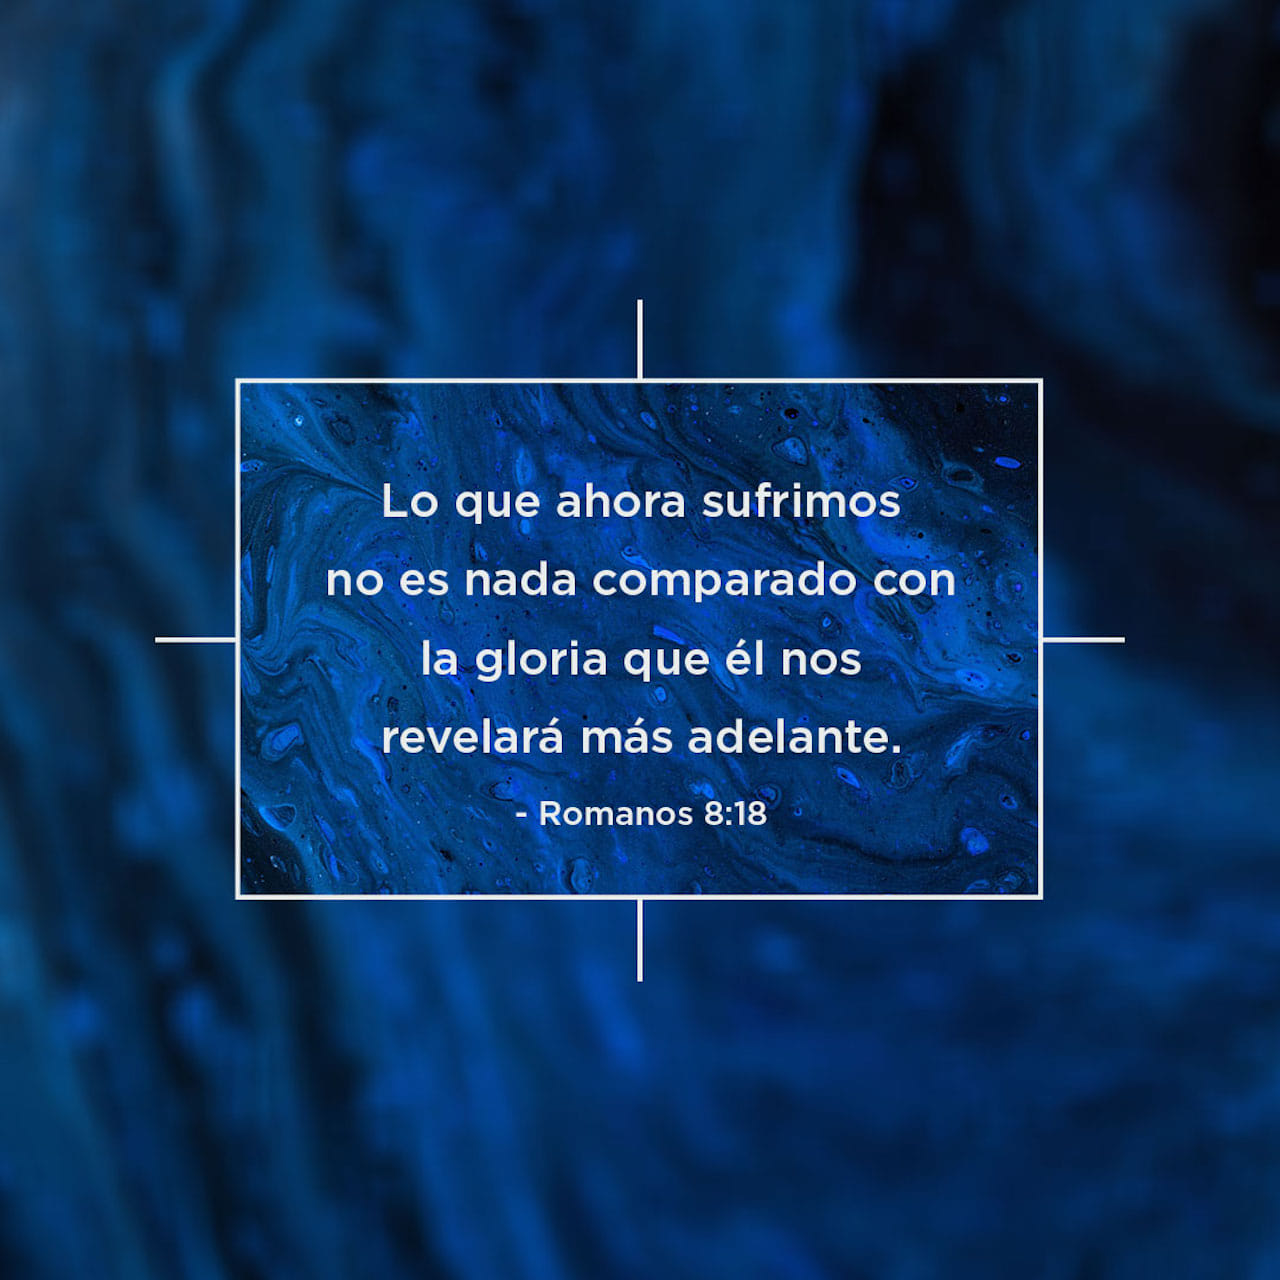 Lo que ahora sufrimos
no es nada comparado con
la gloria que él nos
revelará más adelante.
- Romanos 8:18